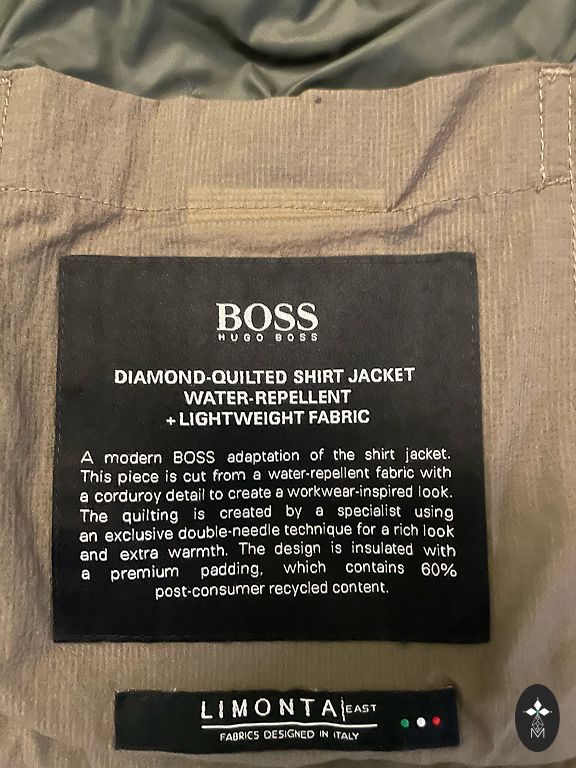 BOSS
HUGO BOSS
DIAMOND-QUILTED SHIRT JACKET
WATER-REPELLENT
+ LIGHTWEIGHT FABRIC
A modern BOSS adaptation of the shirt jacket.
This piece is cut from a water-repellent fabric with
a corduroy detail to create a workwear-inspired look.
The quilting is created by a specialist using
an exclusive double-needle technique for a rich look
and extra warmth. The design is insulated with
a premium padding, which contains 60%
post-consumer recycled content.
LIMONTA|EAST
FABRICS DESIGNED IN ITALY
M